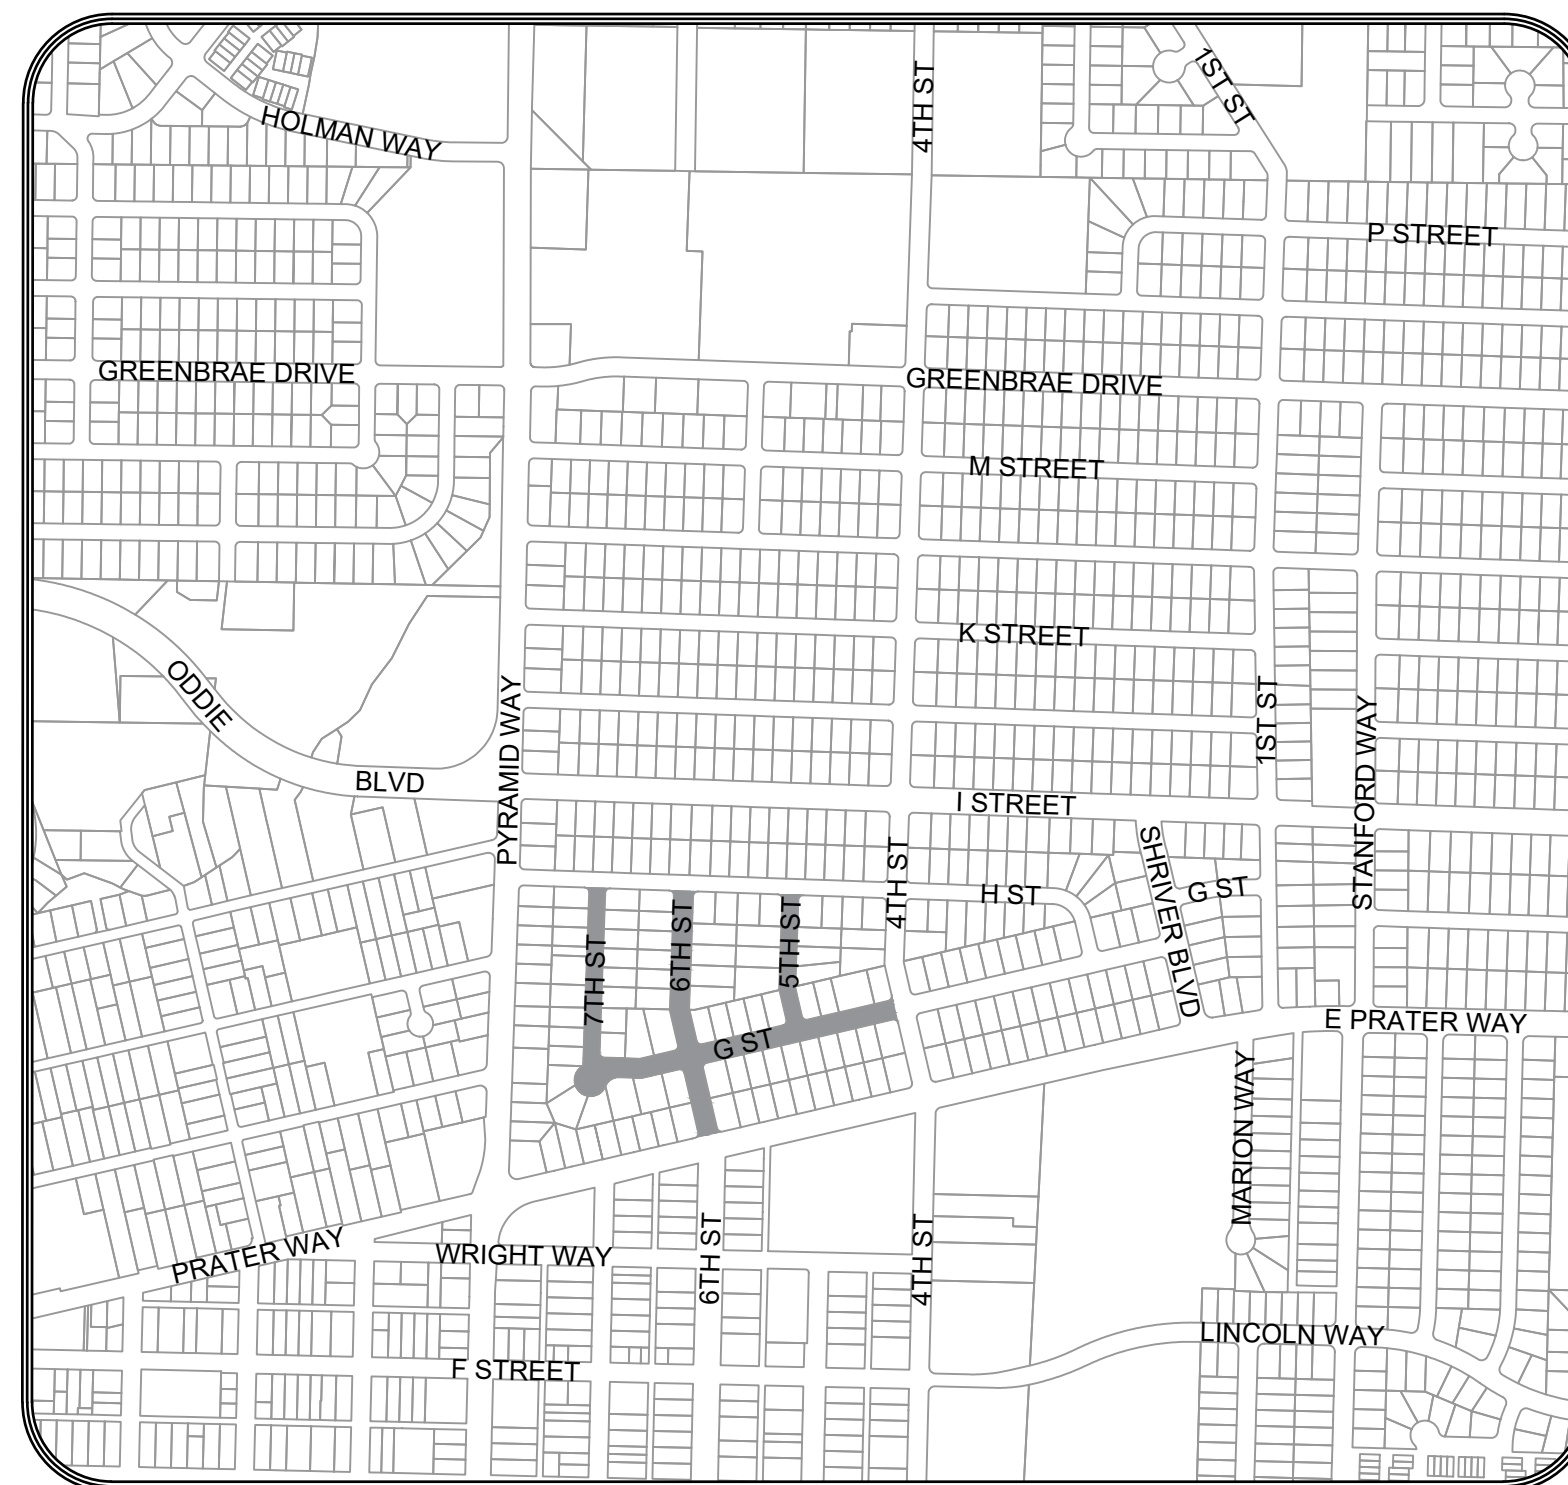 1ST ST
4TH ST
HOLMAN WAY
P STREET
GREENBRAE DRIVE
GREENBRAE DRIVE
M STREET
K STREET
ODDIE
BLVD
PYRAMID WAY
1ST ST
STANFORD WAY
I STREET
SHRIVER BLVD
4TH ST
H ST
G ST
7TH ST
6TH ST
5TH ST
G ST
E PRATER WAY
MARION WAY
PRATER WAY
WRIGHT WAY
6TH ST
4TH ST
LINCOLN WAY
F STREET